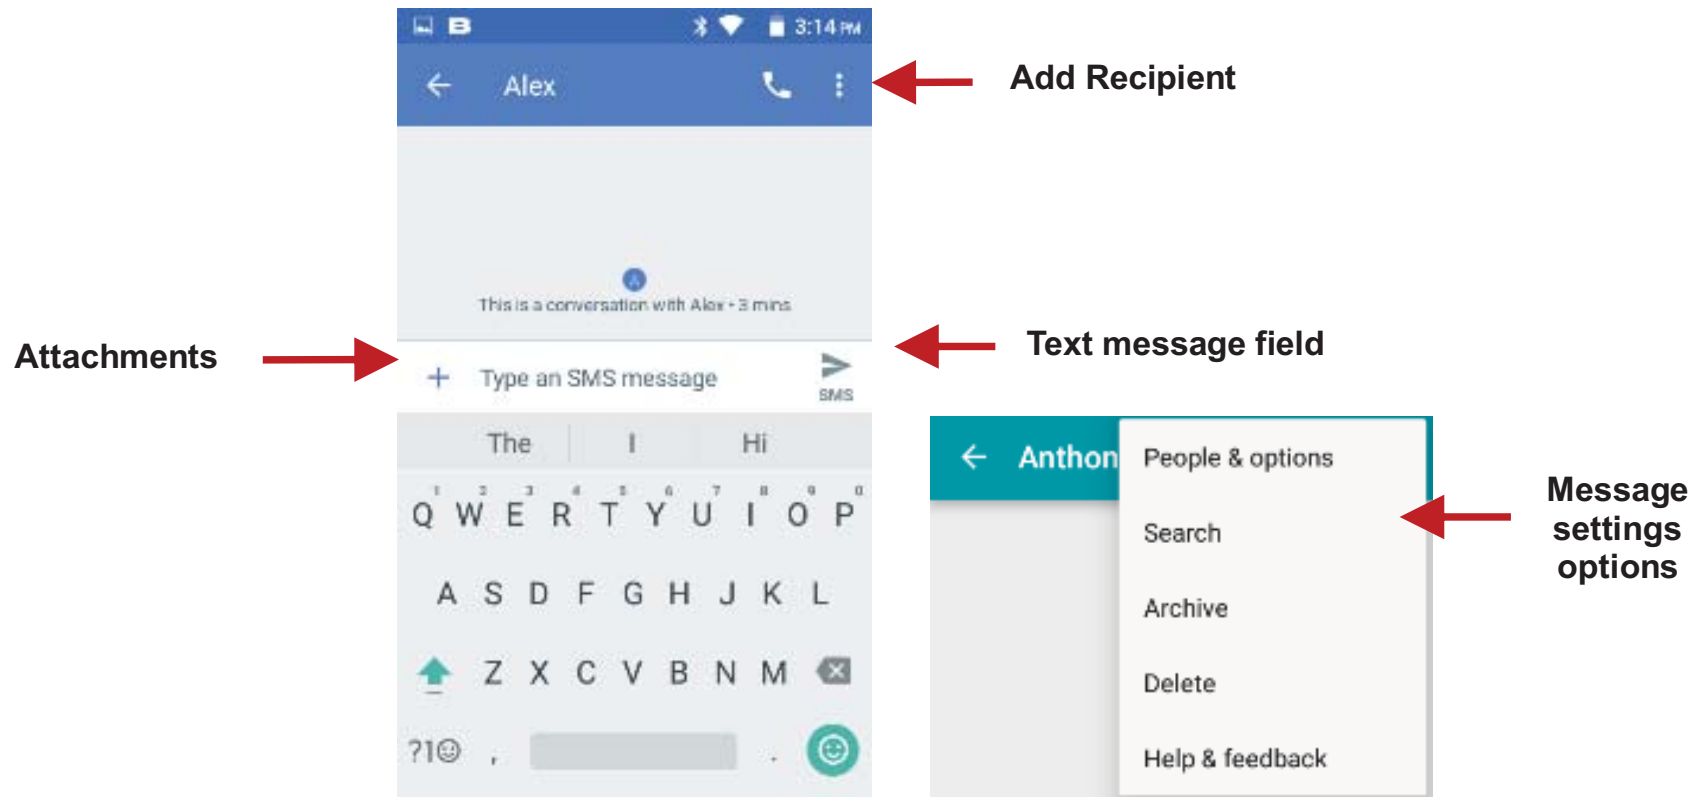 B 3:14 PM
Alex
Add Recipient
This is a conversation with Alex • 3 mins
Attachments
Text message field
Type an SMS message
SMS
The I Hi
1 2 3 4 5 6 7 8 9 0
Q W E R T Y U I O P
A S D F G H J K L
Z X C V B N M
?1☺ , .
Anthon
People & options
Search
Archive
Delete
Help & feedback
Message
settings
options